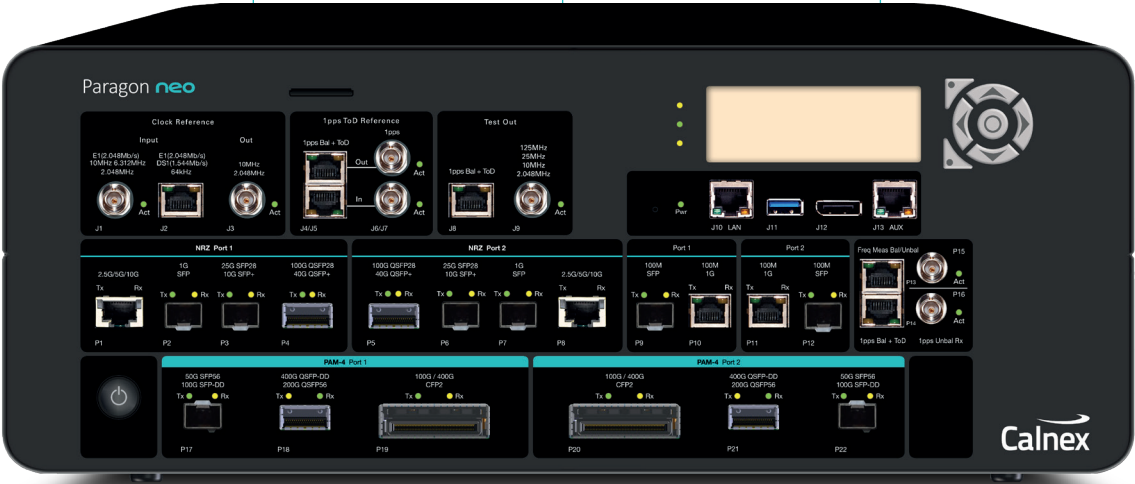 Paragon neo
Clock Reference
Input
Out
E1(2.048Mb/s)
10MHz 6.312MHz
2.048MHz
E1(2.048Mb/s)
DS1(1.544Mb/s)
64kHz
10MHz
2.048MHz
Act
Act
J1
J2
J3
1pps ToD Reference
1pps Bal + ToD
1pps
Out
In
Act
Act
J4/J5
J6/J7
Test Out
1pps Bal + ToD
125MHz
25MHz
10MHz
2.048MHz
Act
J8
J9
Pwr
J10 LAN
J11
J12
J13 AUX
NRZ Port 1
2.5G/5G/10G
1G
SFP
25G SFP28
10G SFP+
100G QSFP28
40G QSFP+
Tx Rx
Tx Rx
Tx Rx
Tx Rx
P1
P2
P3
P4
NRZ Port 2
100G QSFP28
40G QSFP+
25G SFP28
10G SFP+
1G
SFP
2.5G/5G/10G
Tx Rx
Tx Rx
Tx Rx
Tx Rx
P5
P6
P7
P8
Port 1
100M
SFP
100M
1G
Tx Rx
Tx Rx
P9
P10
Port 2
100M
1G
100M
SFP
Tx Rx
Tx Rx
P11
P12
Freq Meas Bal/Unbal
P15
P13
Act
P16
P14
Act
1pps Bal + ToD
1pps Unbal Rx
PAM-4 Port 1
50G SFP56
100G SFP-DD
400G QSFP-DD
200G QSFP56
100G / 400G
CFP2
Tx Rx
Tx Rx
Tx Rx
P17
P18
P19
PAM-4 Port 2
100G / 400G
CFP2
400G QSFP-DD
200G QSFP56
50G SFP56
100G SFP-DD
Tx Rx
Tx Rx
Tx Rx
P20
P21
P22
Calnex